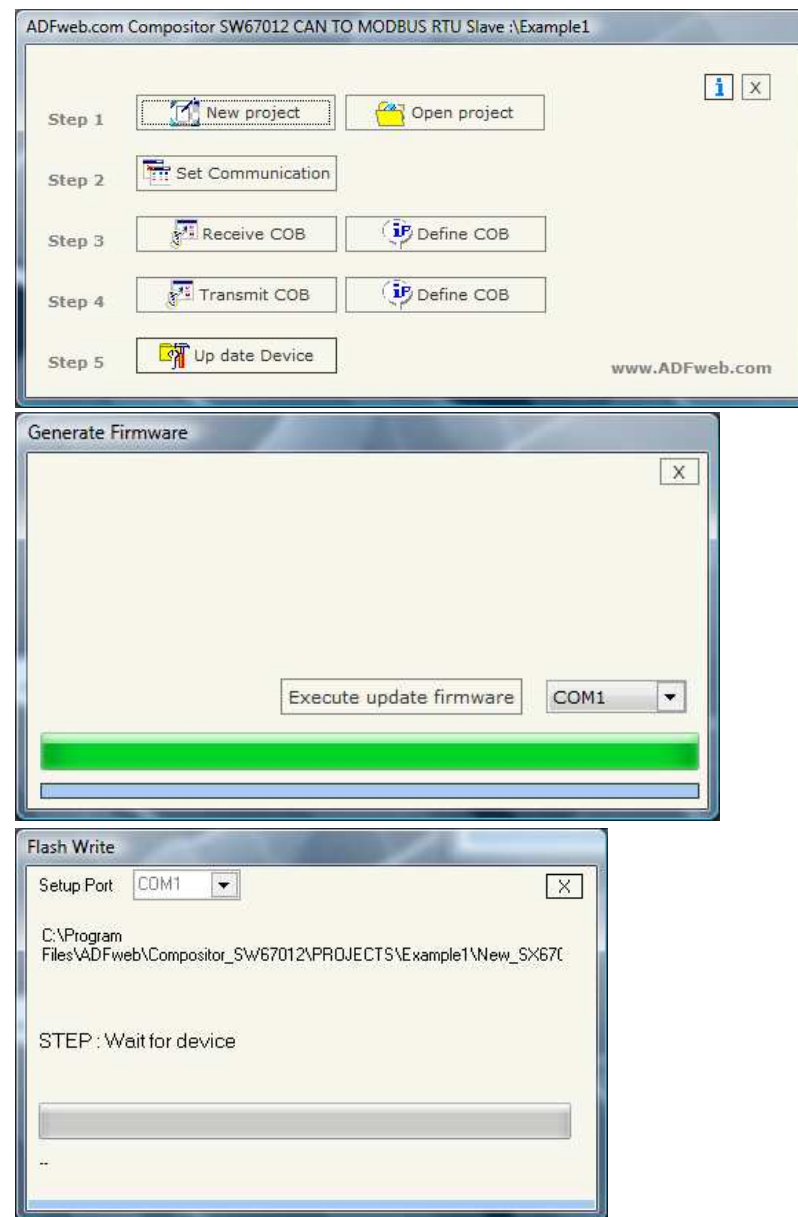 ADFweb.com Compositor SW67012 CAN TO MODBUS RTU Slave :\Example1
i X
Step 1 New project Open project
Step 2 Set Communication
Step 3 Receive COB Define COB
Step 4 Transmit COB Define COB
Step 5 Up date Device
www.ADFweb.com
Generate Firmware
X
Execute update firmware COM1
Flash Write
Setup Port COM1 X
C:\Program
Files\ADFweb\Compositor_SW67012\PROJECTS\Example1\New_SX67(
STEP : Wait for device
--